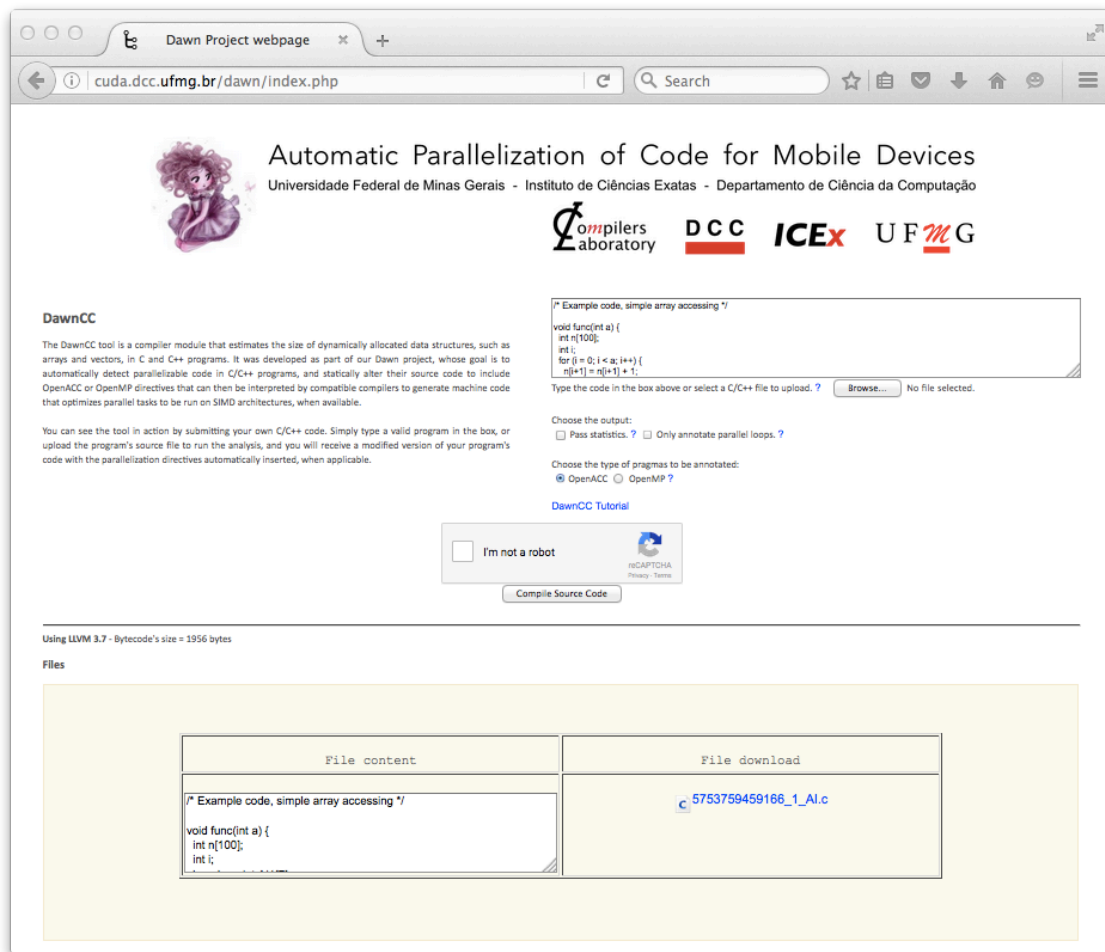 Dawn Project webpage
cuda.dcc.ufmg.br/dawn/index.php
Search
Automatic Parallelization of Code for Mobile Devices
Universidade Federal de Minas Gerais - Instituto de Ciências Exatas - Departamento de Ciência da Computação
Compilers Laboratory
DCC
ICEx
UFMG
DawnCC
The DawnCC tool is a compiler module that estimates the size of dynamically allocated data structures, such as
arrays and vectors, in C and C++ programs. It was developed as part of our Dawn project, whose goal is to
automatically detect parallelizable code in C/C++ programs, and statically alter their source code to include
OpenACC or OpenMP directives that can then be interpreted by compatible compilers to generate machine code
that optimizes parallel tasks to be run on SIMD architectures, when available.
You can see the tool in action by submitting your own C/C++ code. Simply type a valid program in the box, or
upload the program's source file to run the analysis, and you will receive a modified version of your program's
code with the parallelization directives automatically inserted, when applicable.
/* Example code, simple array accessing */
void func(int a) {
int n[100];
int i;
for (i = 0; i < a; i++) {
n[i+1] = n[i+1] + 1;
Type the code in the box above or select a C/C++ file to upload. ? Browse... No file selected.
Choose the output:
Pass statistics. ? Only annotate parallel loops. ?
Choose the type of pragmas to be annotated:
OpenACC OpenMP ?
DawnCC Tutorial
I'm not a robot
reCAPTCHA
Privacy - Terms
Compile Source Code
Using LLVM 3.7 - Bytecode's size = 1956 bytes
Files
File content
File download
/* Example code, simple array accessing */
void func(int a) {
int n[100];
int i;
5753759459166_1_AI.c